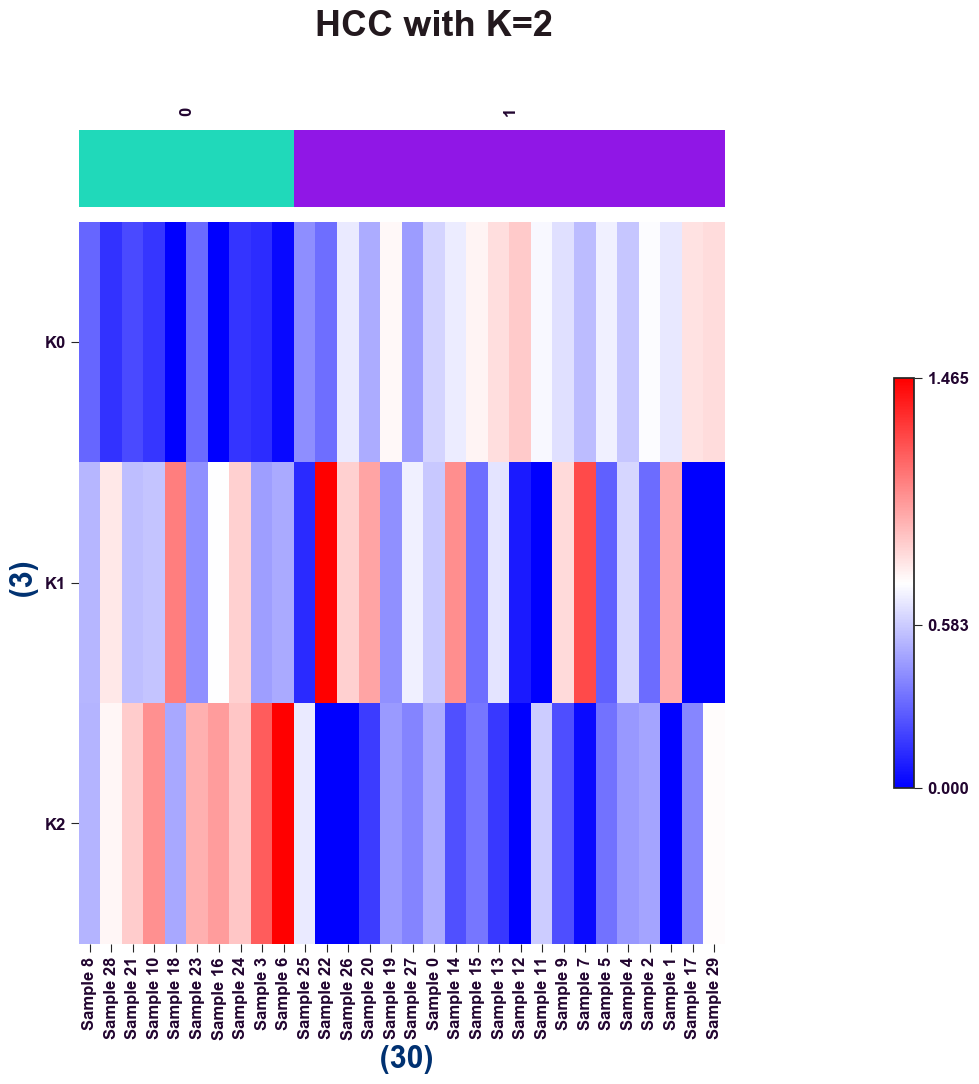 HCC with K=2
0
1
K0
K1
K2
(3)
1.465
0.583
0.000
Sample 8
Sample 28
Sample 21
Sample 10
Sample 18
Sample 23
Sample 16
Sample 24
Sample 3
Sample 6
Sample 25
Sample 22
Sample 26
Sample 20
Sample 19
Sample 27
Sample 0
Sample 14
Sample 15
Sample 13
Sample 12
Sample 11
Sample 9
Sample 7
Sample 5
Sample 4
Sample 2
Sample 1
Sample 17
Sample 29
(30)